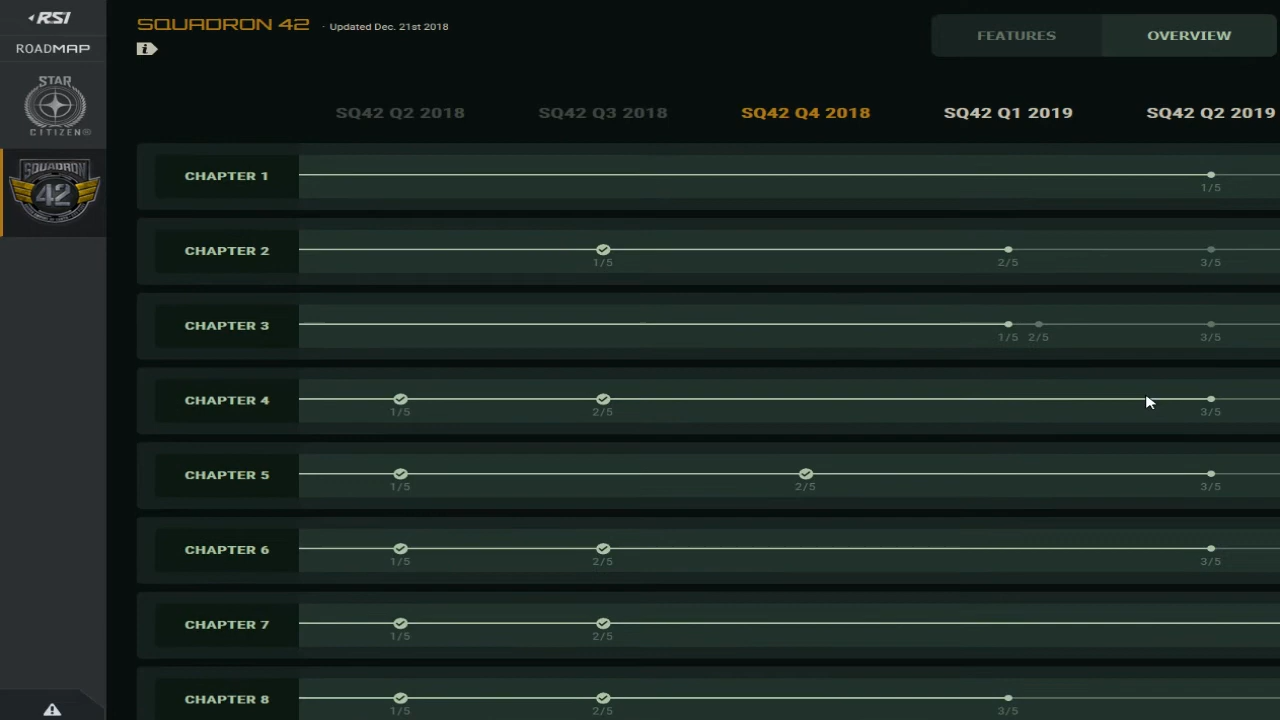 RSI
ROADMAP
STAR
CITIZEN®
SQUADRON
42
SQUADRON 42 · Updated Dec. 21st 2018
i
FEATURES OVERVIEW
SQ42 Q2 2018 SQ42 Q3 2018 SQ42 Q4 2018 SQ42 Q1 2019 SQ42 Q2 2019
CHAPTER 1
1/5
CHAPTER 2
1/5 2/5 3/5
CHAPTER 3
1/5 2/5 3/5
CHAPTER 4
1/5 2/5 3/5
CHAPTER 5
1/5 2/5 3/5
CHAPTER 6
1/5 2/5 3/5
CHAPTER 7
1/5 2/5
CHAPTER 8
1/5 2/5 3/5